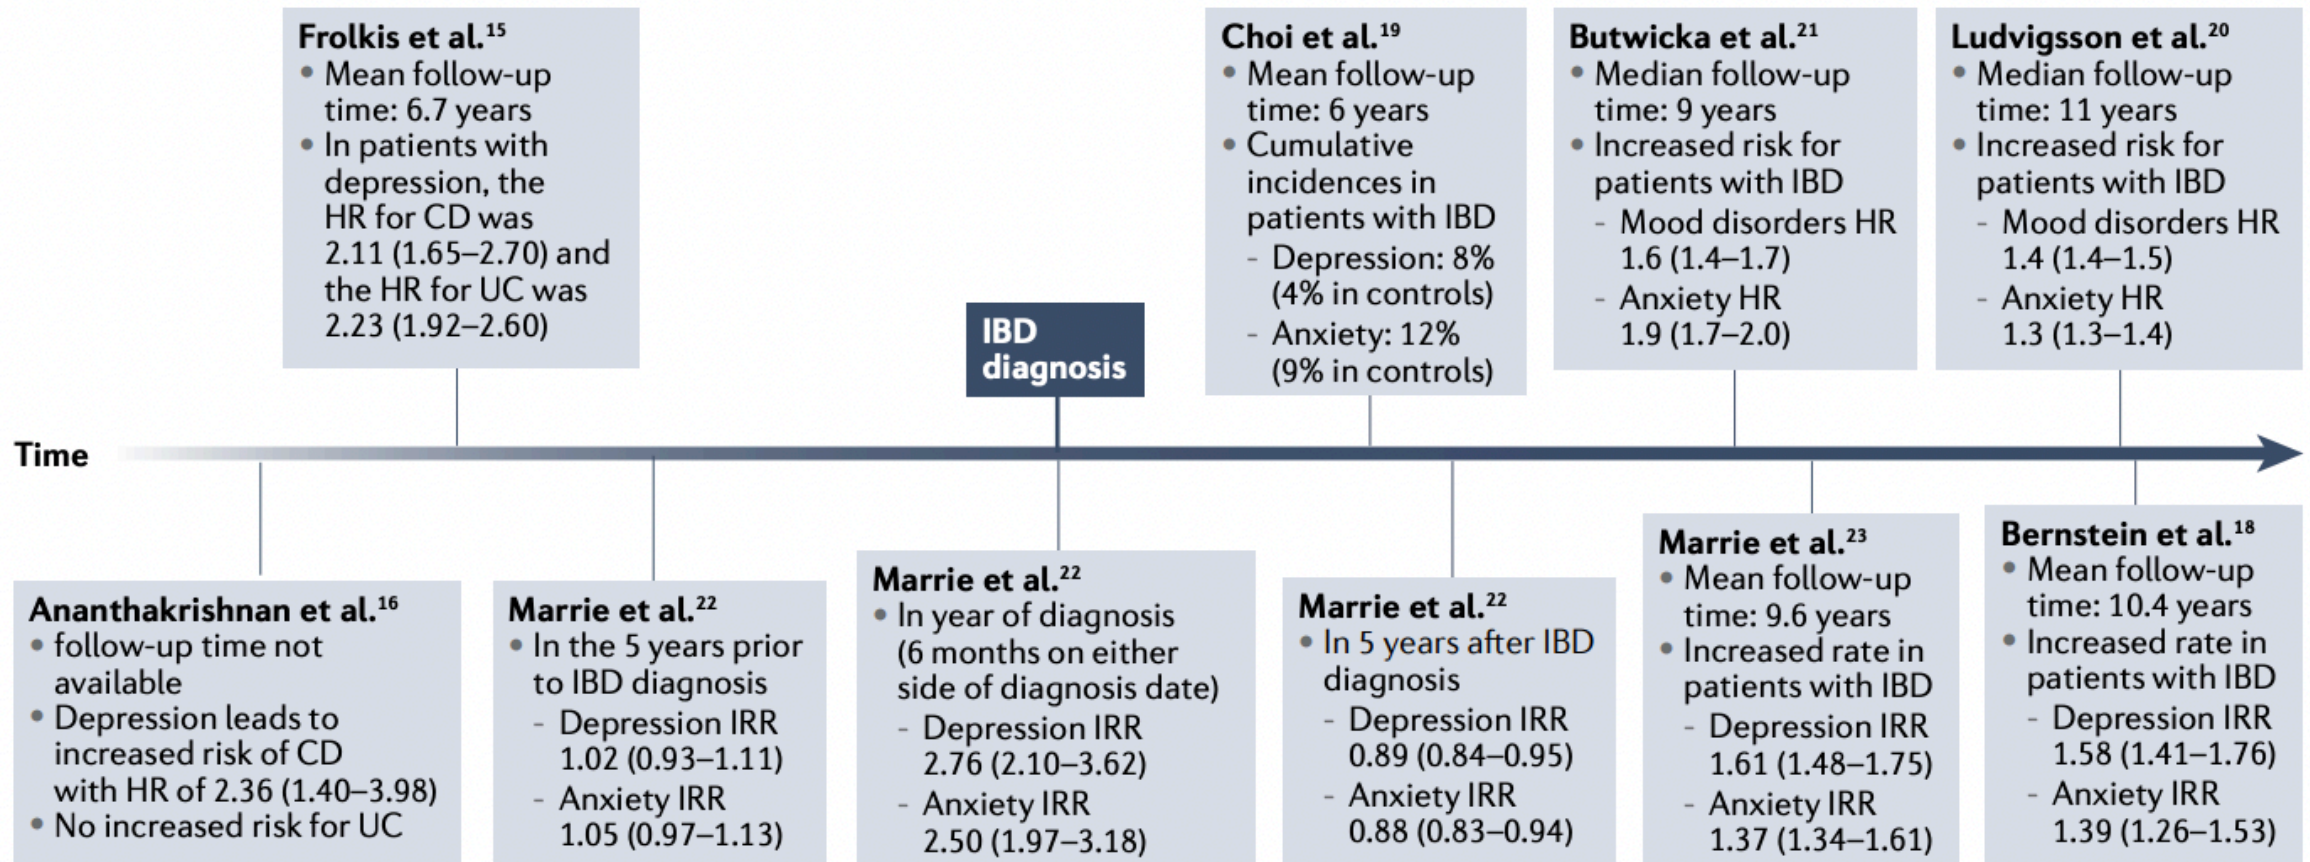 Frolkis et al.15
• Mean follow-up
time: 6.7 years
• In patients with
depression, the
HR for CD was
2.11 (1.65–2.70) and
the HR for UC was
2.23 (1.92–2.60)
IBD
diagnosis
Choi et al.19
• Mean follow-up
time: 6 years
• Cumulative
incidences in
patients with IBD
- Depression: 8%
(4% in controls)
- Anxiety: 12%
(9% in controls)
Butwicka et al.21
• Median follow-up
time: 9 years
• Increased risk for
patients with IBD
- Mood disorders HR
1.6 (1.4–1.7)
- Anxiety HR
1.9 (1.7–2.0)
Ludvigsson et al.20
• Median follow-up
time: 11 years
• Increased risk for
patients with IBD
- Mood disorders HR
1.4 (1.4–1.5)
- Anxiety HR
1.3 (1.3–1.4)
Time
Ananthakrishnan et al.16
• follow-up time not
available
• Depression leads to
increased risk of CD
with HR of 2.36 (1.40–3.98)
• No increased risk for UC
Marrie et al.22
• In the 5 years prior
to IBD diagnosis
- Depression IRR
1.02 (0.93–1.11)
- Anxiety IRR
1.05 (0.97–1.13)
Marrie et al.22
• In year of diagnosis
(6 months on either
side of diagnosis date)
- Depression IRR
2.76 (2.10–3.62)
- Anxiety IRR
2.50 (1.97–3.18)
Marrie et al.22
• In 5 years after IBD
diagnosis
- Depression IRR
0.89 (0.84–0.95)
- Anxiety IRR
0.88 (0.83–0.94)
Marrie et al.23
• Mean follow-up
time: 9.6 years
• Increased rate in
patients with IBD
- Depression IRR
1.61 (1.48–1.75)
- Anxiety IRR
1.37 (1.34–1.61)
Bernstein et al.18
• Mean follow-up
time: 10.4 years
• Increased rate in
patients with IBD
- Depression IRR
1.58 (1.41–1.76)
- Anxiety IRR
1.39 (1.26–1.53)